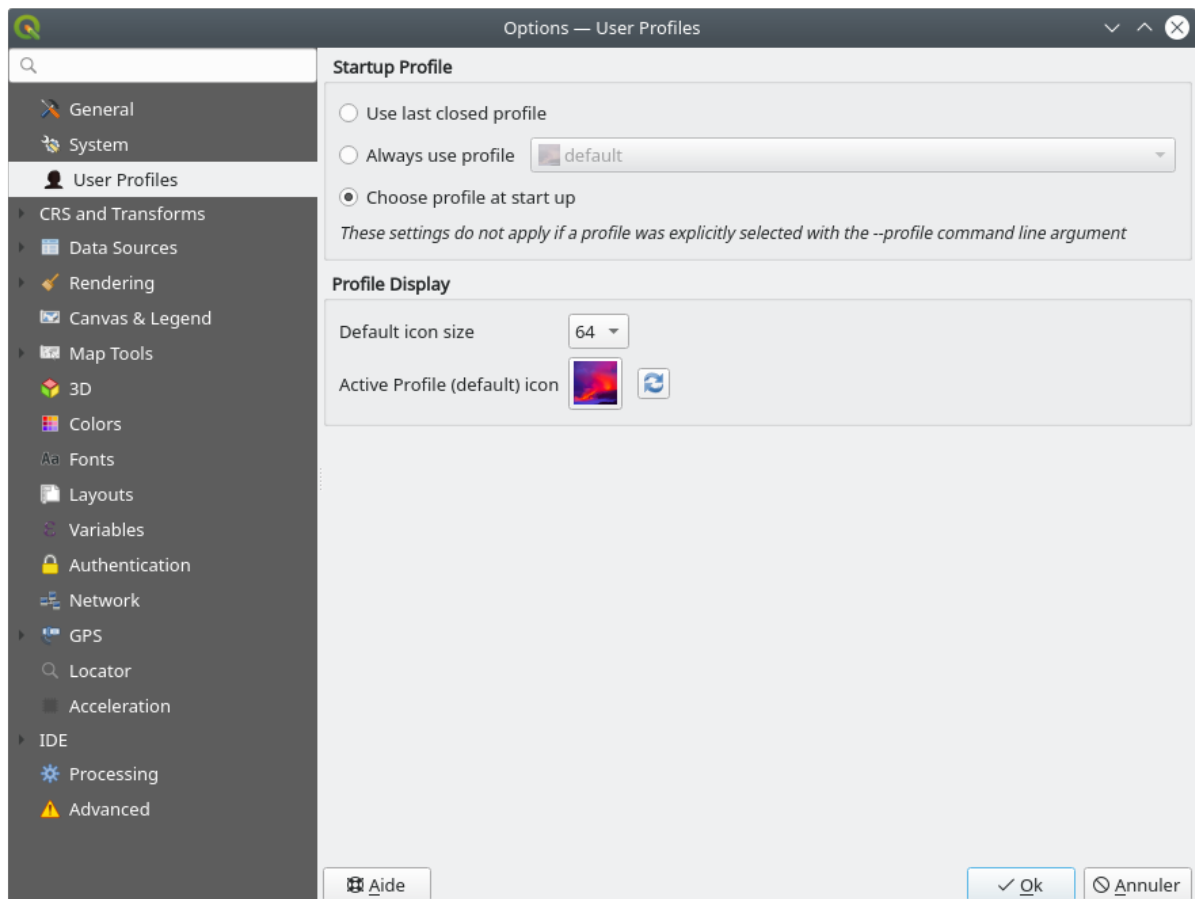 Options — User Profiles
General
System
User Profiles
CRS and Transforms
Data Sources
Rendering
Canvas & Legend
Map Tools
3D
Colors
Aa Fonts
Layouts
ε Variables
Authentication
Network
GPS
Locator
Acceleration
IDE
Processing
Advanced
Startup Profile
Use last closed profile
Always use profile default
Choose profile at start up
These settings do not apply if a profile was explicitly selected with the --profile command line argument
Profile Display
Default icon size 64
Active Profile (default) icon
Aide Ok Annuler